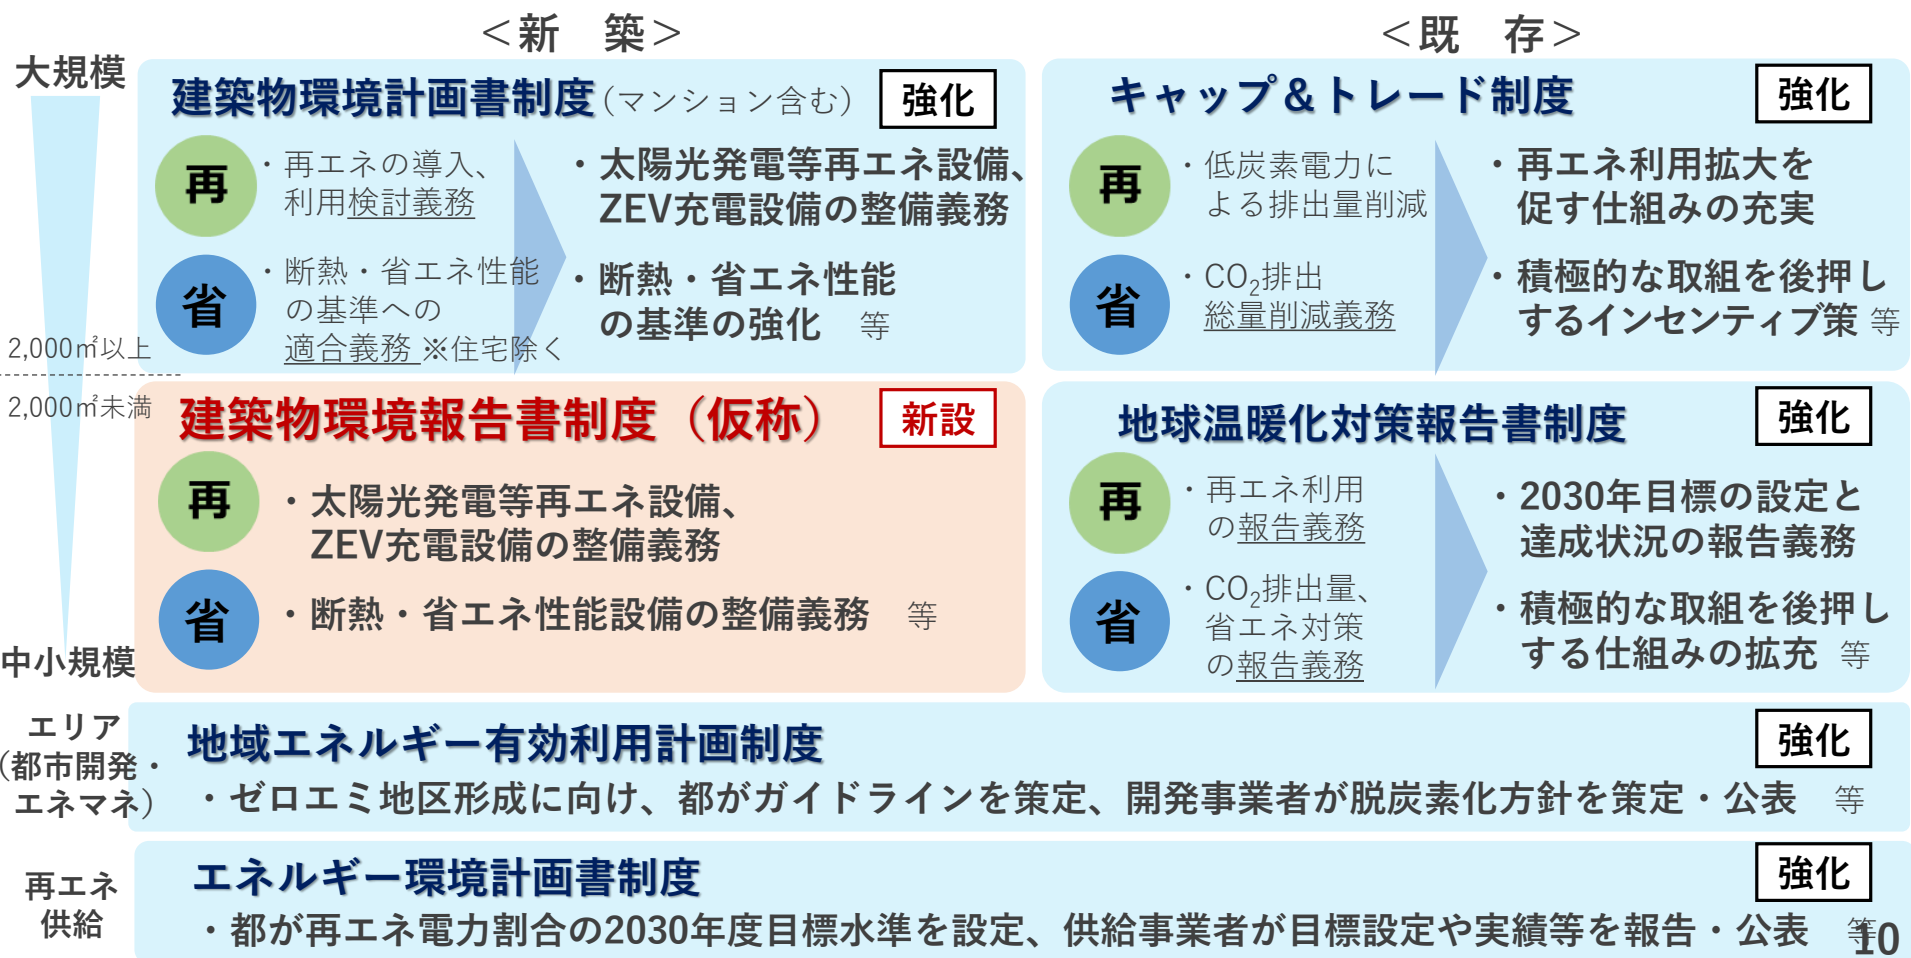 ＜新　築＞
＜既　存＞
大規模
建築物環境計画書制度（マンション含む）
強化
再
・再エネの導入、
利用検討義務
省
・断熱・省エネ性能
の基準への
適合義務 ※住宅除く
・太陽光発電等再エネ設備、
ZEV充電設備の整備義務
・断熱・省エネ性能
の基準の強化　等
キャップ＆トレード制度
強化
再
・低炭素電力に
よる排出量削減
省
・CO₂排出
総量削減義務
・再エネ利用拡大を
促す仕組みの充実
・積極的な取組を後押し
するインセンティブ策 等
2,000㎡以上
2,000㎡未満
建築物環境報告書制度（仮称）
新設
再
・太陽光発電等再エネ設備、
ZEV充電設備の整備義務
省
・断熱・省エネ性能設備の整備義務　等
地球温暖化対策報告書制度
強化
再
・再エネ利用
の報告義務
省
・CO₂排出量、
省エネ対策
の報告義務
・2030年目標の設定と
達成状況の報告義務
・積極的な取組を後押し
する仕組みの拡充　等
中小規模
エリア
（都市開発・
エネマネ）
地域エネルギー有効利用計画制度
強化
・ゼロエミ地区形成に向け、都がガイドラインを策定、開発事業者が脱炭素化方針を策定・公表　等
再エネ
供給
エネルギー環境計画書制度
強化
・都が再エネ電力割合の2030年度目標水準を設定、供給事業者が目標設定や実績等を報告・公表　等
10